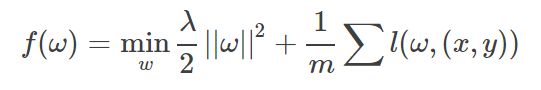 f(ω) = min_w λ/2 ||ω||² + 1/m ∑ l(ω, (x, y))